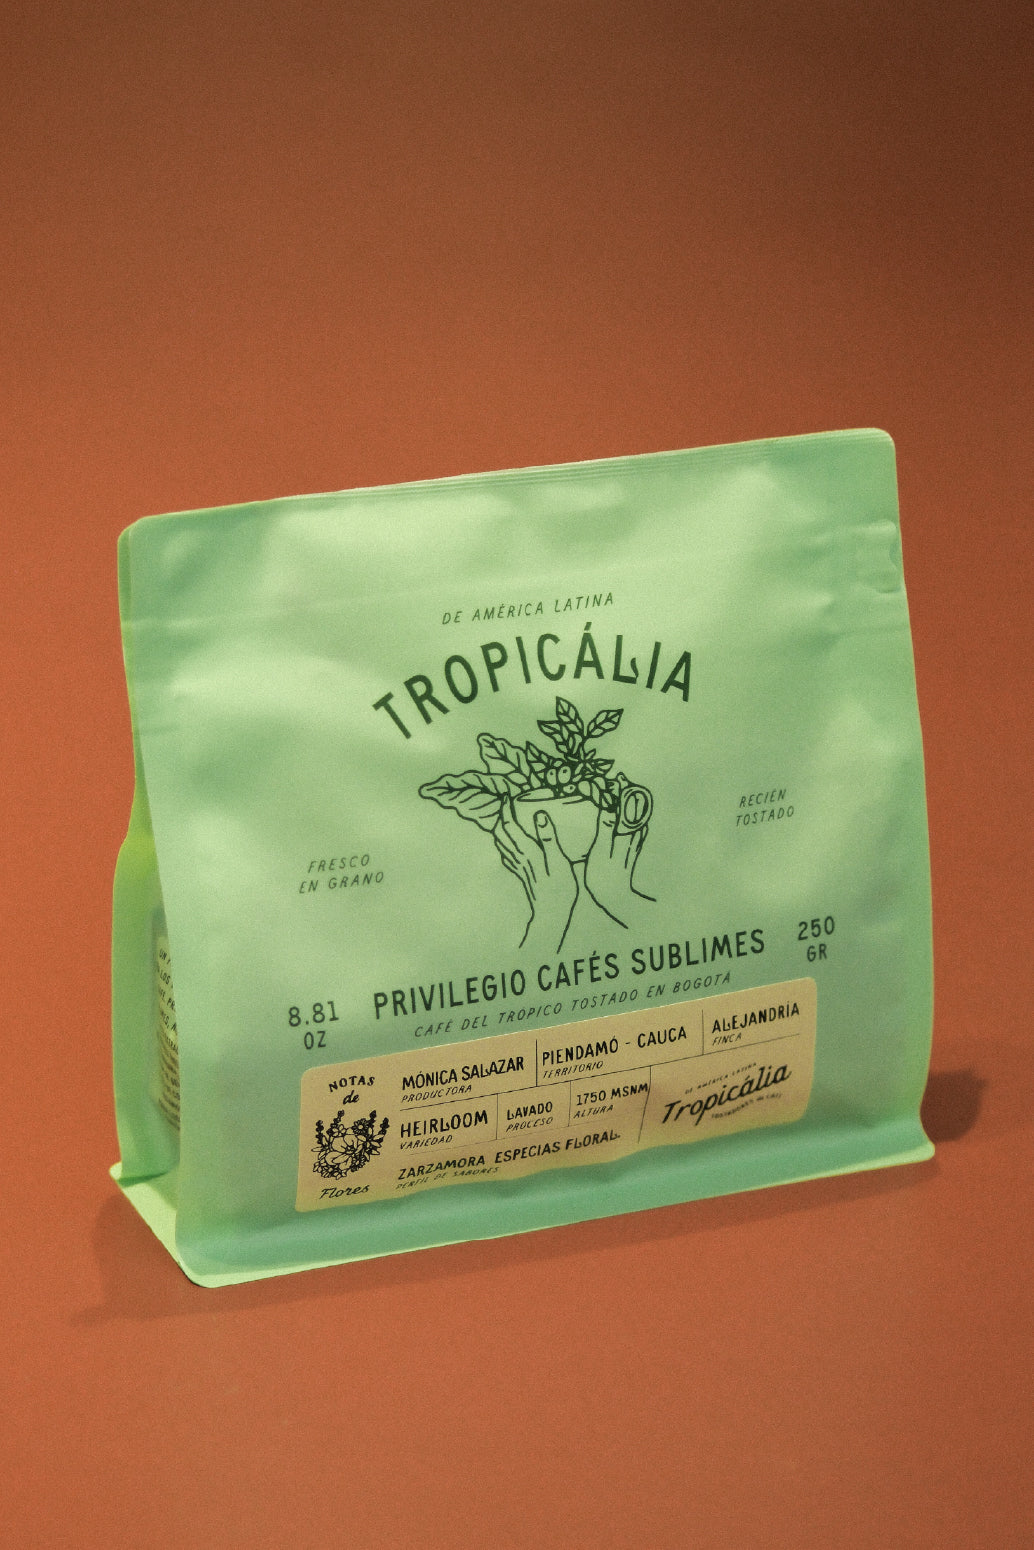 DE AMÉRICA LATINA
TROPICÁLIA
RECIÉN
TOSTADO
FRESCO
EN GRANO
250
GR
8.81
OZ
PRIVILEGIO CAFÉS SUBLIMES
CAFÉ DEL TRÓPICO TOSTADO EN BOGOTÁ
NOTAS
de
Flores
MÓNICA SALAZAR
PRODUCTORA
PIENDAMÓ - CAUCA
TERRITORIO
ALEJANDRÍA
FINCA
HEIRLOOM
VARIEDAD
LAVADO
PROCESO
1750 MSNM
ALTURA
ZARZAMORA ESPECIAS FLORAL.
PERFIL DE SABORES
DE AMÉRICA LATINA
Tropicália